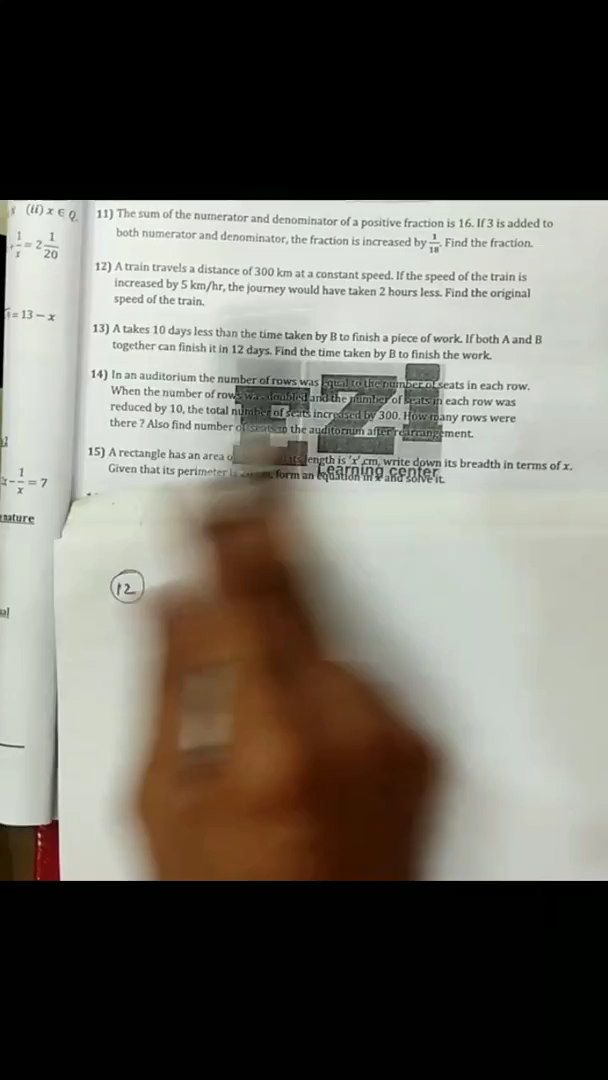 (ii) x ∈ Q.
1/x = 2 1/20
= 13 − x
1/x = 7
nature
11) The sum of the numerator and denominator of a positive fraction is 16. If 3 is added to
both numerator and denominator, the fraction is increased by 1/18. Find the fraction.
12) A train travels a distance of 300 km at a constant speed. If the speed of the train is
increased by 5 km/hr, the journey would have taken 2 hours less. Find the original
speed of the train.
13) A takes 10 days less than the time taken by B to finish a piece of work. If both A and B
together can finish it in 12 days. Find the time taken by B to finish the work.
14) In an auditorium the number of rows was equal to the number of seats in each row.
When the number of rows was doubled and the number of seats in each row was
reduced by 10, the total number of seats increased by 300. How many rows were
there ? Also find number of seats in the auditorium after rearrangement.
15) A rectangle has an area length is 'x' cm, write down its breadth in terms of x.
Given that its perimeter form an equation in x and solve it.
eZi
Learning center
12